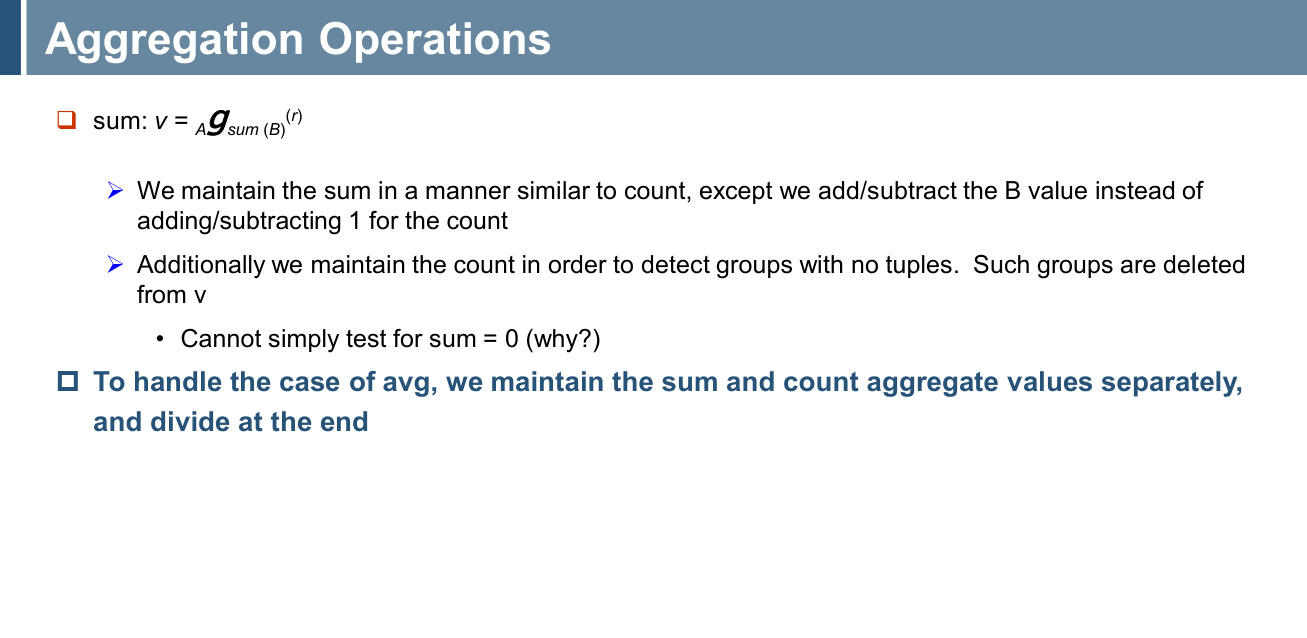 Aggregation Operations
❑ sum: v = A g sum (B) (r)
➢ We maintain the sum in a manner similar to count, except we add/subtract the B value instead of
adding/subtracting 1 for the count
➢ Additionally we maintain the count in order to detect groups with no tuples.  Such groups are deleted
from v
• Cannot simply test for sum = 0 (why?)
❑ To handle the case of avg, we maintain the sum and count aggregate values separately,
and divide at the end